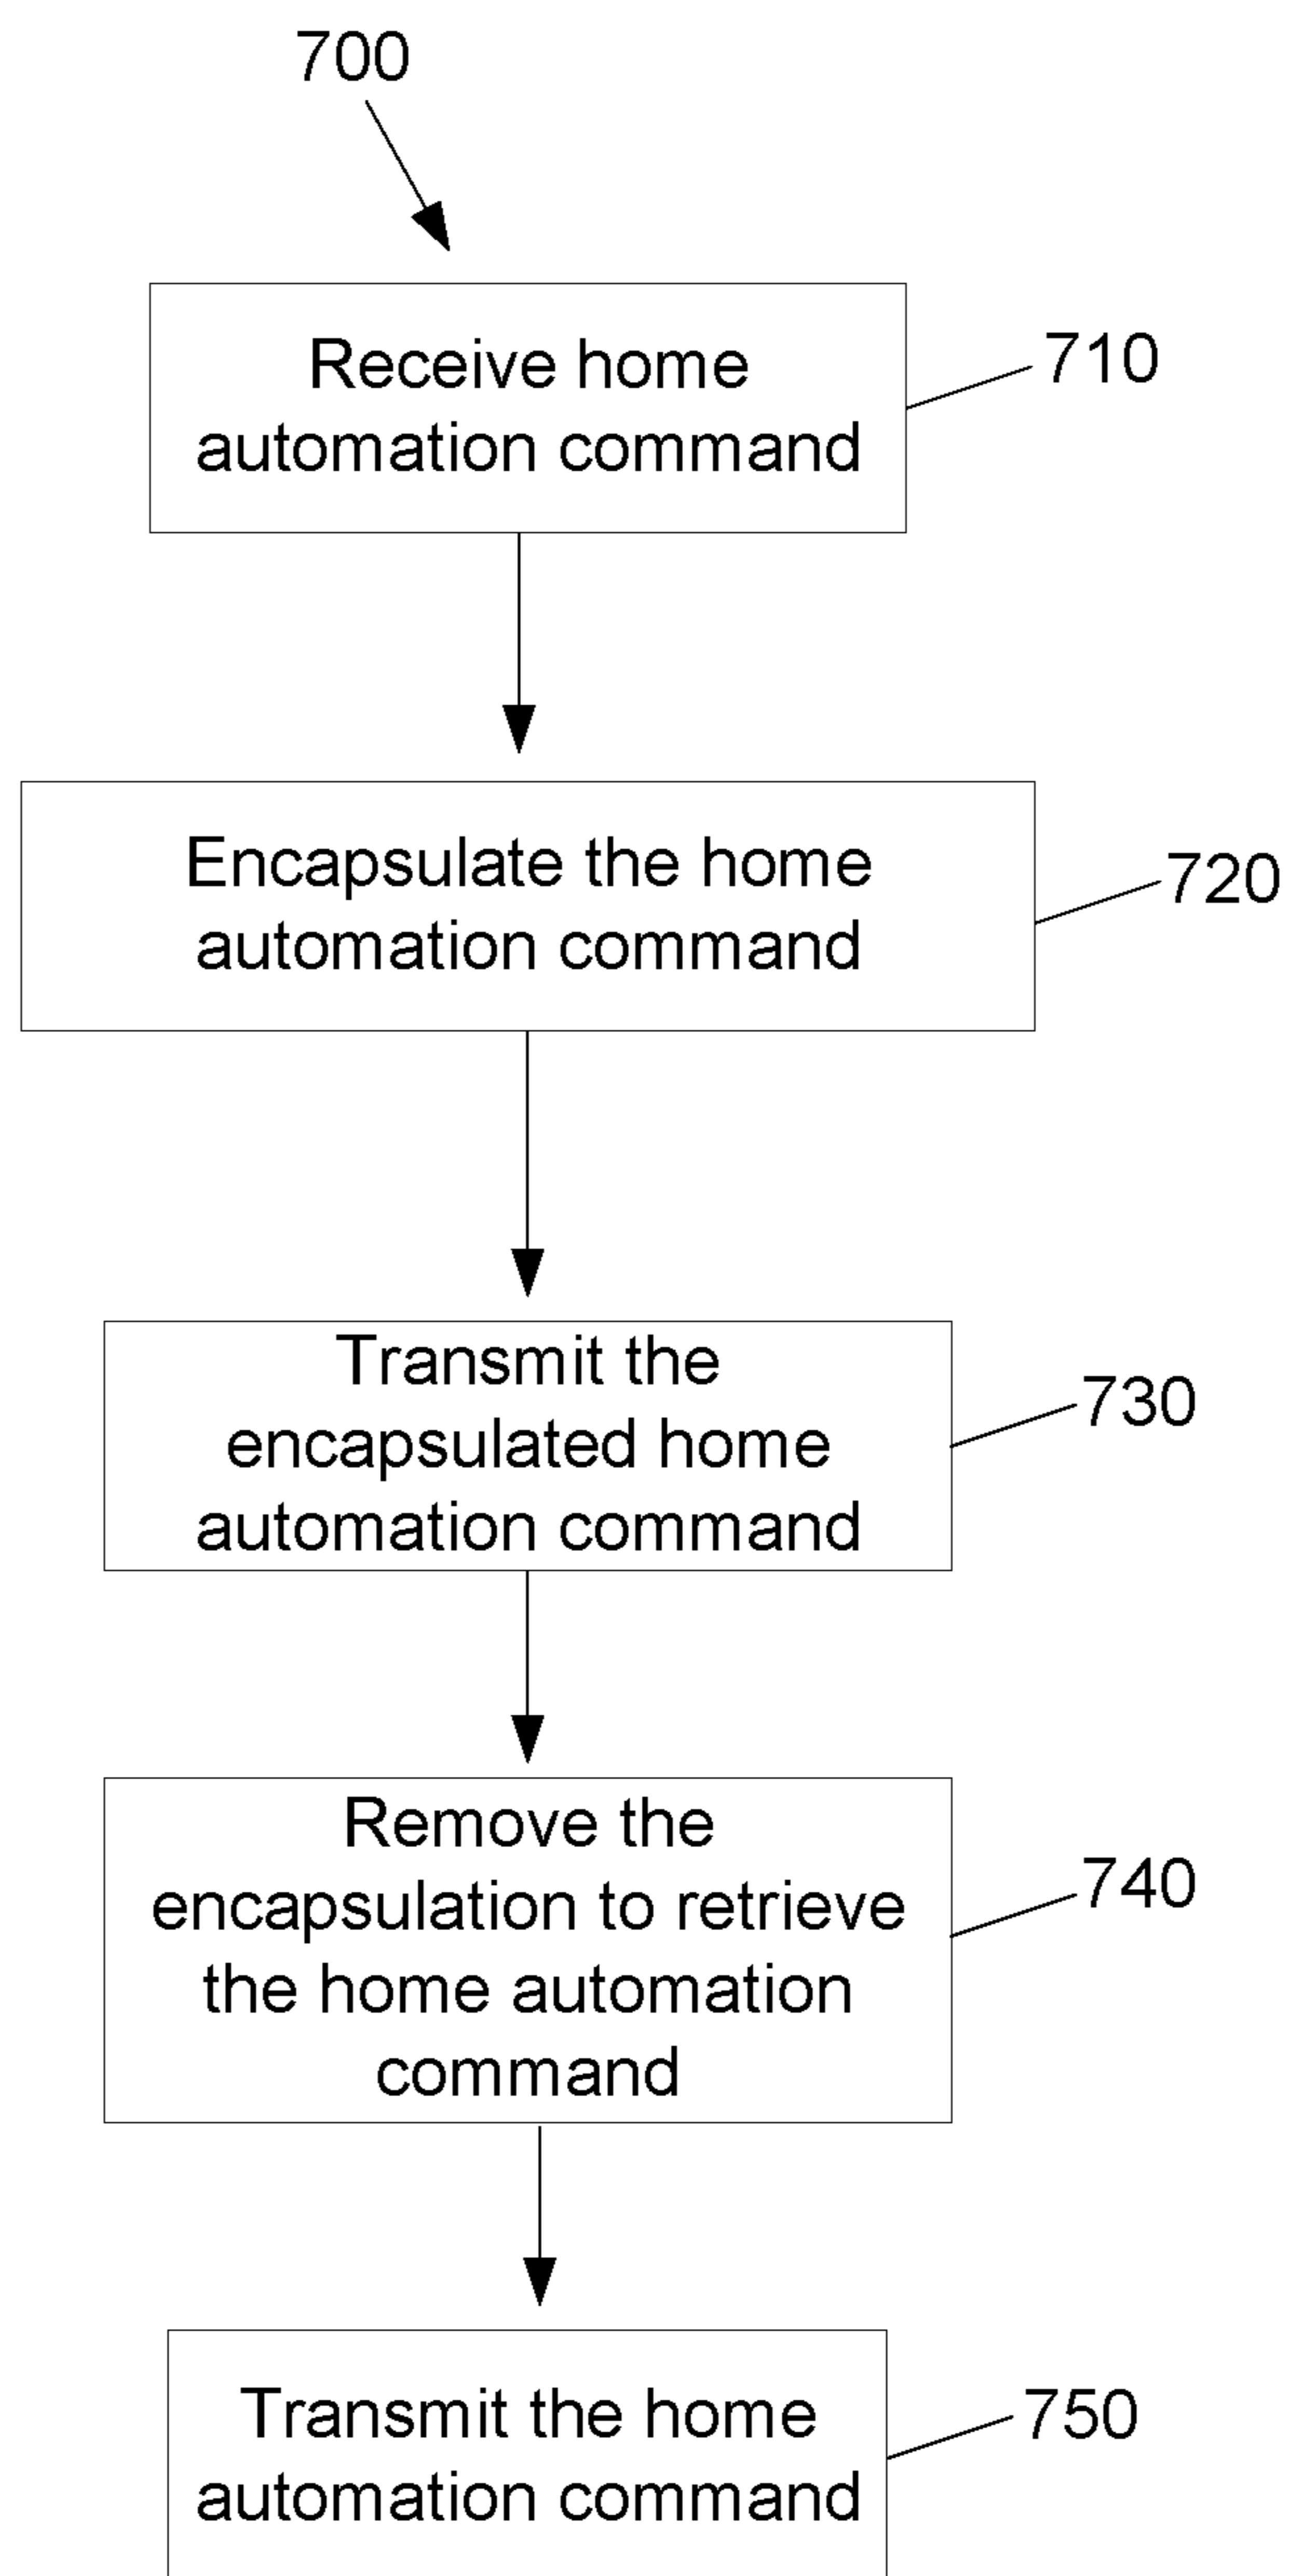 700
Receive home
automation command
710
Encapsulate the home
automation command
720
Transmit the
encapsulated home
automation command
730
Remove the
encapsulation to retrieve
the home automation
command
740
Transmit the home
automation command
750